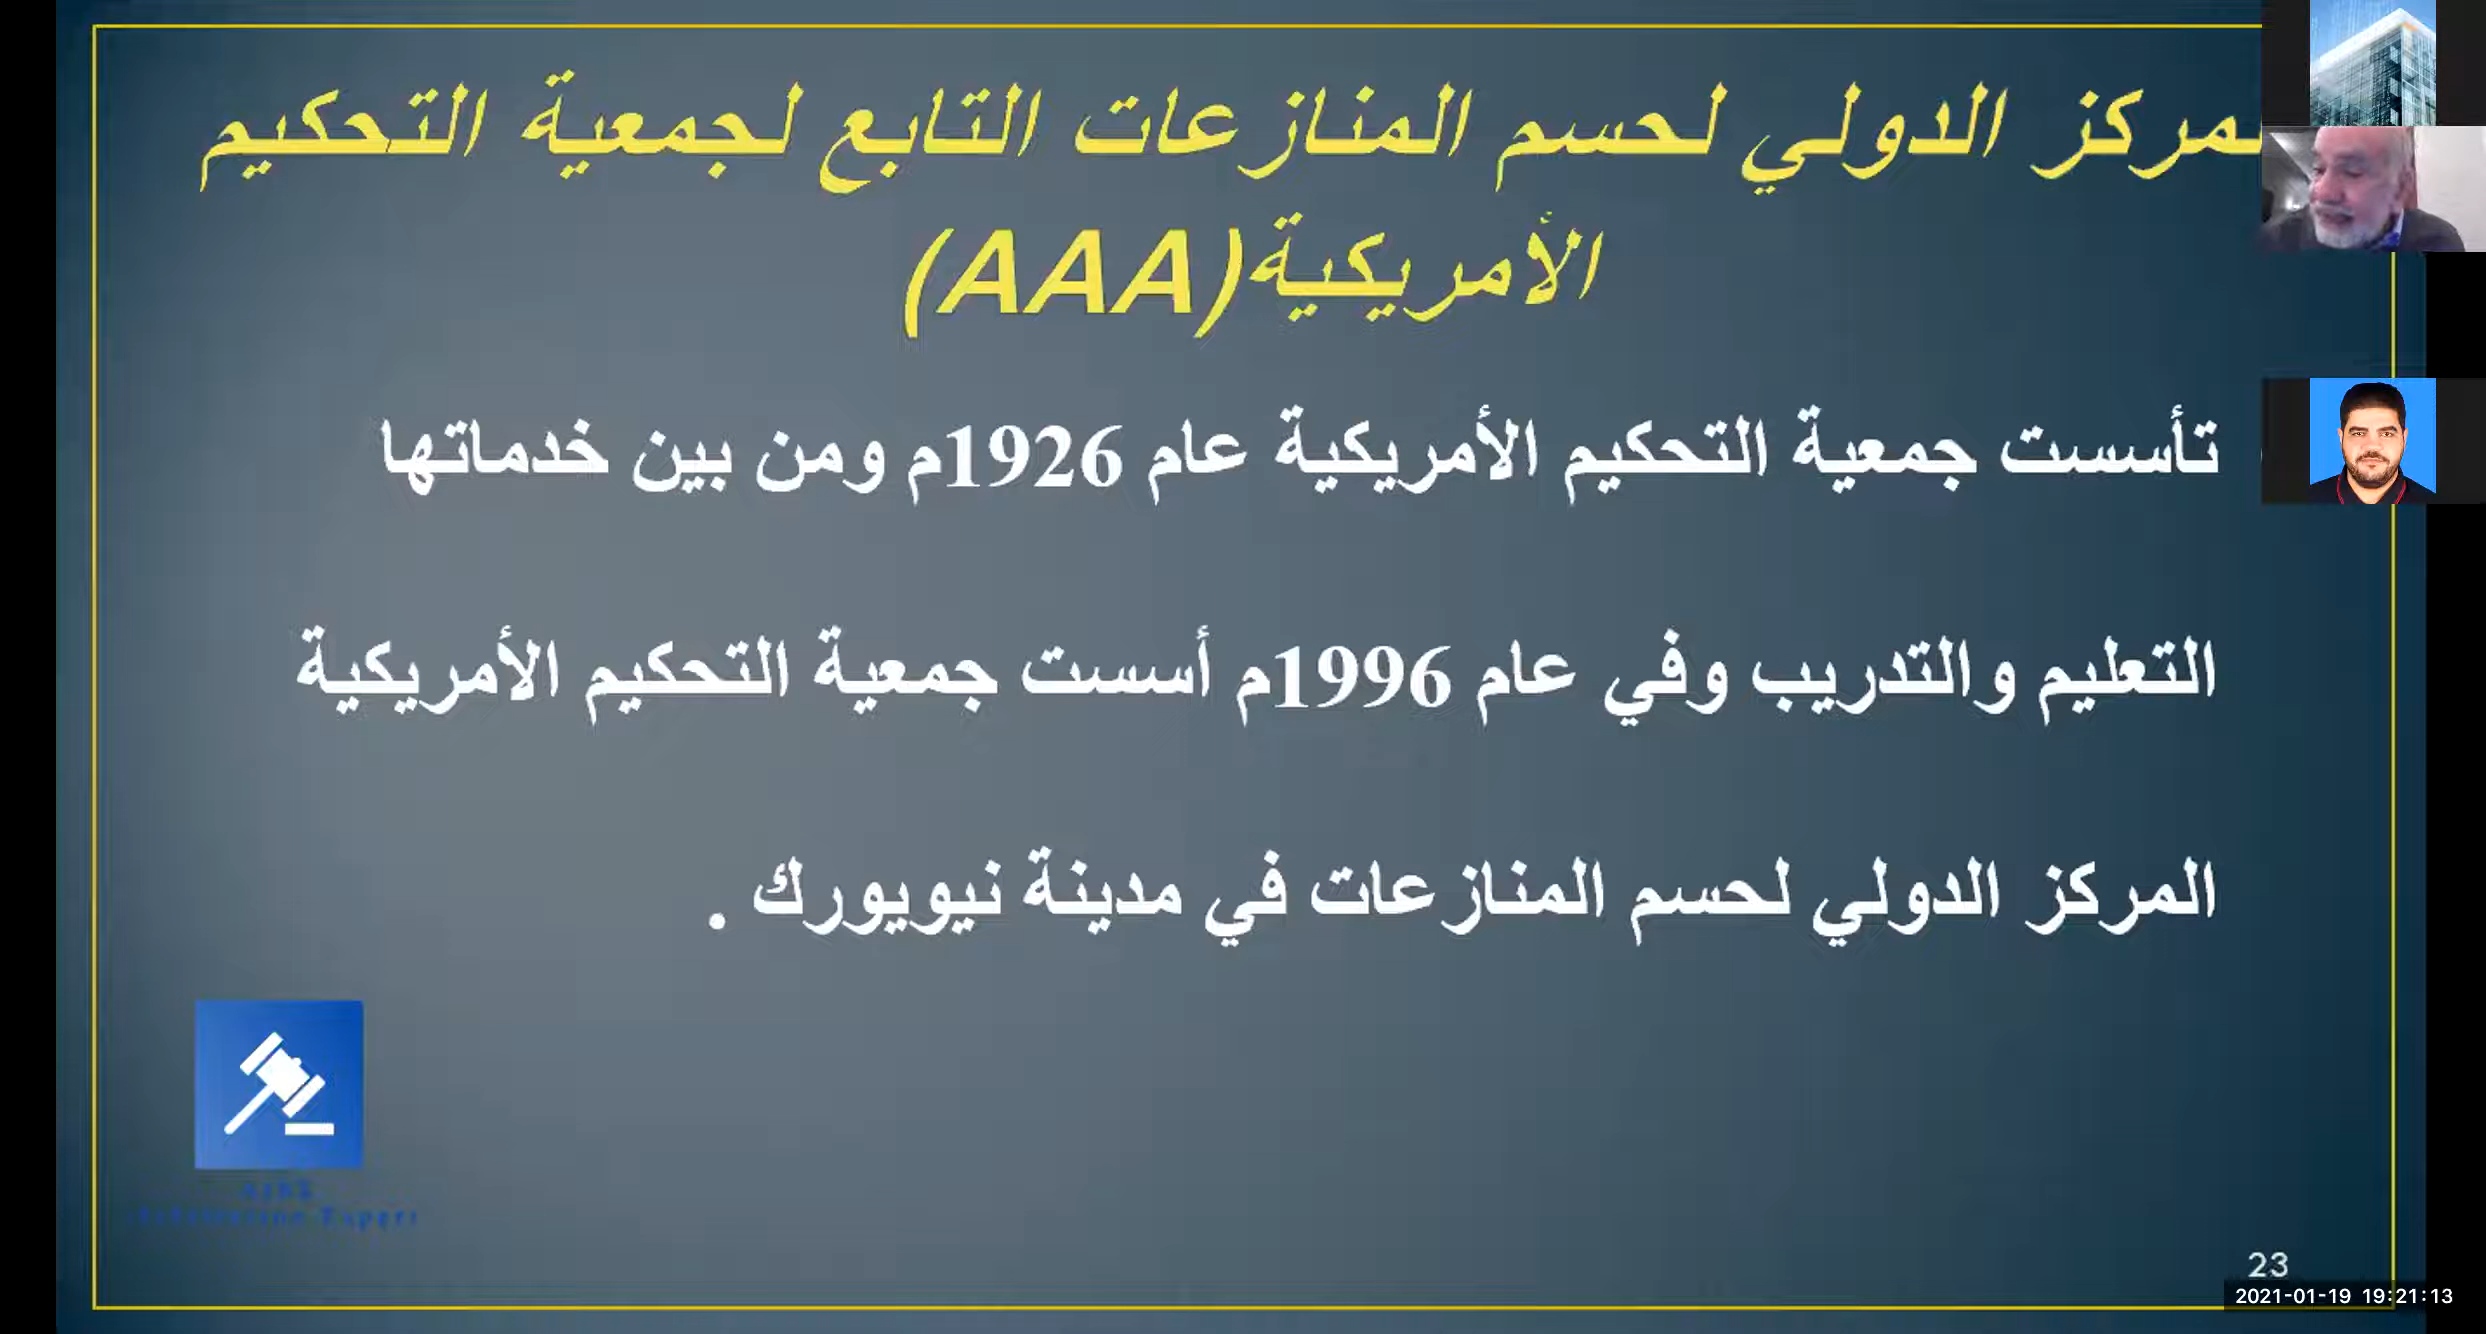 لمركز الدولي لحسم المنازعات التابع لجمعية التحكيم
الأمريكية(AAA)
تأسست جمعية التحكيم الأمريكية عام 1926م ومن بين خدماتها
التعليم والتدريب وفي عام 1996م أسست جمعية التحكيم الأمريكية
المركز الدولي لحسم المنازعات في مدينة نيويورك .
Expert
23
2021-01-19 19:21:13